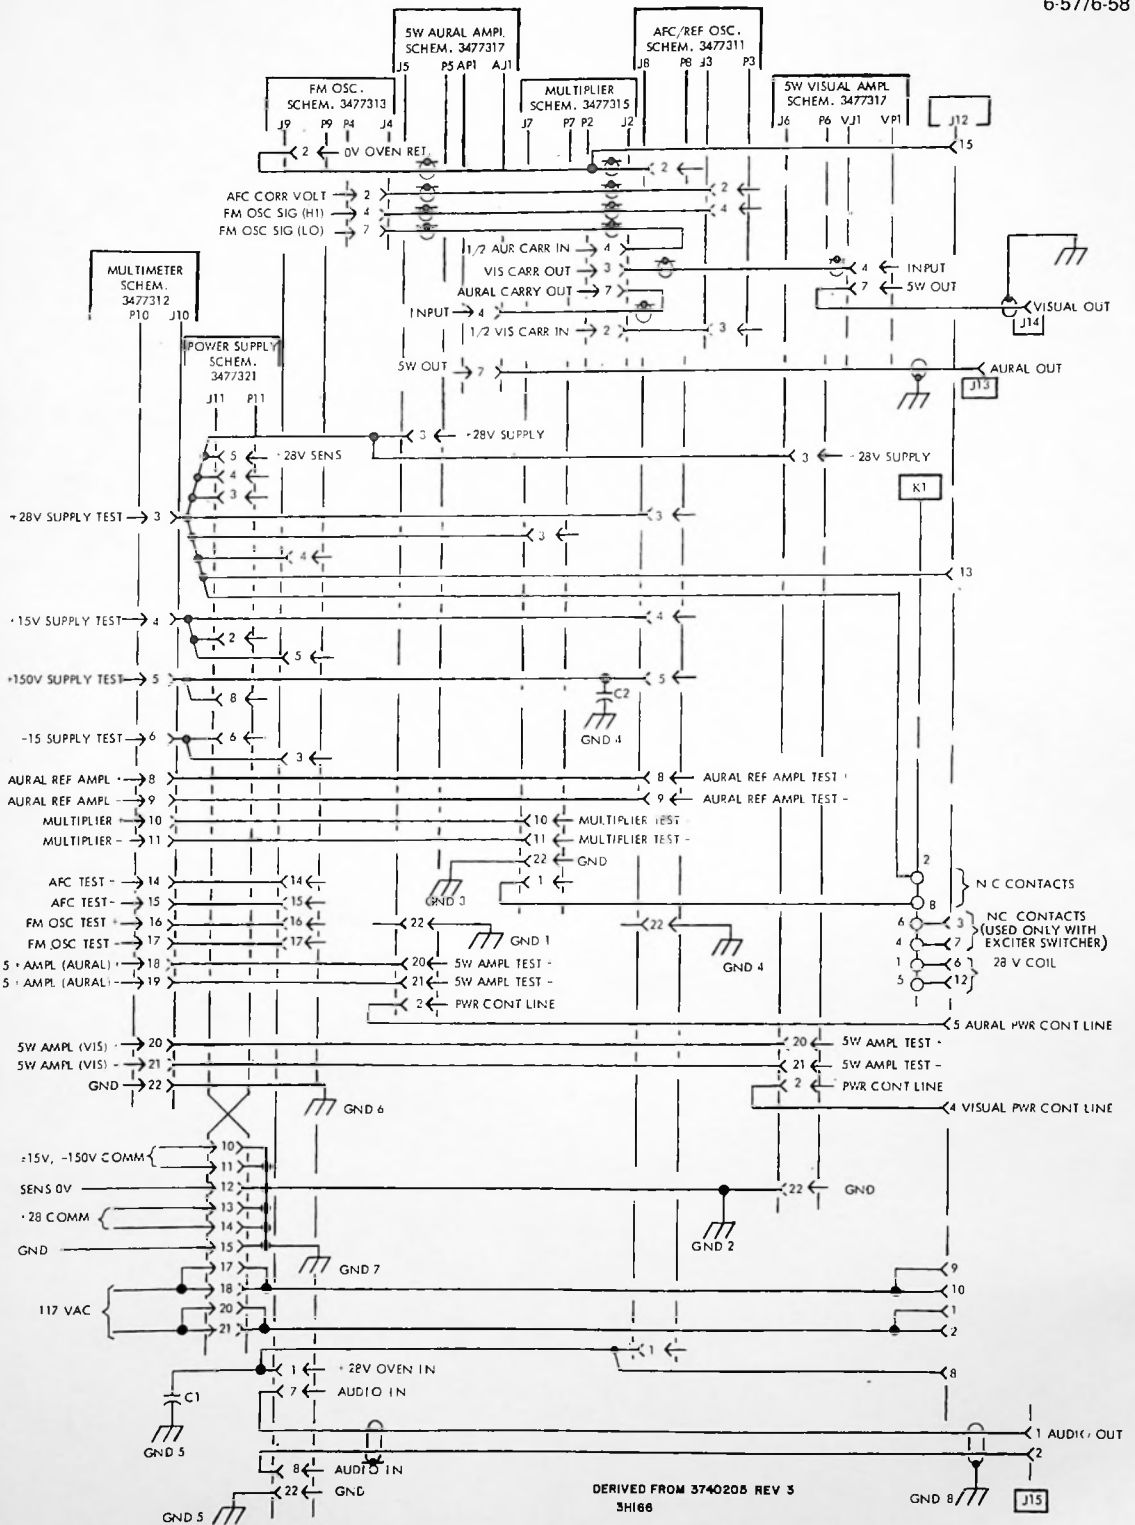 6-57/6-58
5W AURAL AMPL
SCHEM. 3477317
J5 P5 AP1 AJ1
AFC/REF OSC.
SCHEM. 3477311
J8 P8 J3 P3
FM OSC.
SCHEM. 3477313
J9 P9 P4 J4
MULTIPLIER
SCHEM. 3477315
J7 P7 P2 J2
5W VISUAL AMPL
SCHEM. 3477317
J6 P6 VJ1 VP1
J12
2 0V OVEN RET. 15
2
AFC CORR VOLT 2 2
FM OSC SIG (HI) 4 4
FM OSC SIG (LO) 7
1/2 AUR CARR IN 4
VIS CARR OUT 3 4 INPUT
AURAL CARRY OUT 7 7 5W OUT
INPUT 4 VISUAL OUT
J14
1/2 VIS CARR IN 2 3
5W OUT 7 AURAL OUT
J13
MULTIMETER
SCHEM.
3477312
P10 J10
POWER SUPPLY
SCHEM.
3477321
J11 P11
3 +28V SUPPLY
5 +28V SENS 3 +28V SUPPLY
4
3
K1
+28V SUPPLY TEST 3 3
3
4
13
+15V SUPPLY TEST 4 4
2
5
+150V SUPPLY TEST 5 5
8 C2
GND 4
-15 SUPPLY TEST 6 6
3
AURAL REF AMPL + 8 8 AURAL REF AMPL TEST +
AURAL REF AMPL - 9 9 AURAL REF AMPL TEST -
MULTIPLIER 10 10 MULTIPLIER TEST
MULTIPLIER - 11 11 MULTIPLIER TEST -
22 GND
2
AFC TEST - 14 14 GND 3 1 N C CONTACTS
AFC TEST- 15 15 8
FM OSC TEST + 16 16 22 22 6 3 NC CONTACTS
(USED ONLY WITH
EXCITER SWITCHER)
FM OSC TEST - 17 17 GND 1 4 7
GND 4
5 + AMPL (AURAL) + 18 20 5W AMPL TEST - 1 6 28 V COIL
5 + AMPL (AURAL) - 19 21 5W AMPL TEST - 5 12
2 PWR CONT LINE
5 AURAL PWR CONT LINE
5W AMPL (VIS) + 20 20 5W AMPL TEST +
5W AMPL (VIS) - 21 21 5W AMPL TEST -
GND 22 2 PWR CONT LINE
GND 6 4 VISUAL PWR CONT LINE
±15V, -150V COMM 10
11
SENS 0V 12 22 GND
+28 COMM 13
14
GND 2
GND 15
GND 7
17 9
18 10
117 VAC 20 1
21 2
1
1 +28V OVEN IN 8
C1 7 AUDIO IN
GND 5
1 AUDIO OUT
2
8 AUDIO IN
22 GND
GND 5
DERIVED FROM 3740208 REV 3
3H166
GND 8
J15